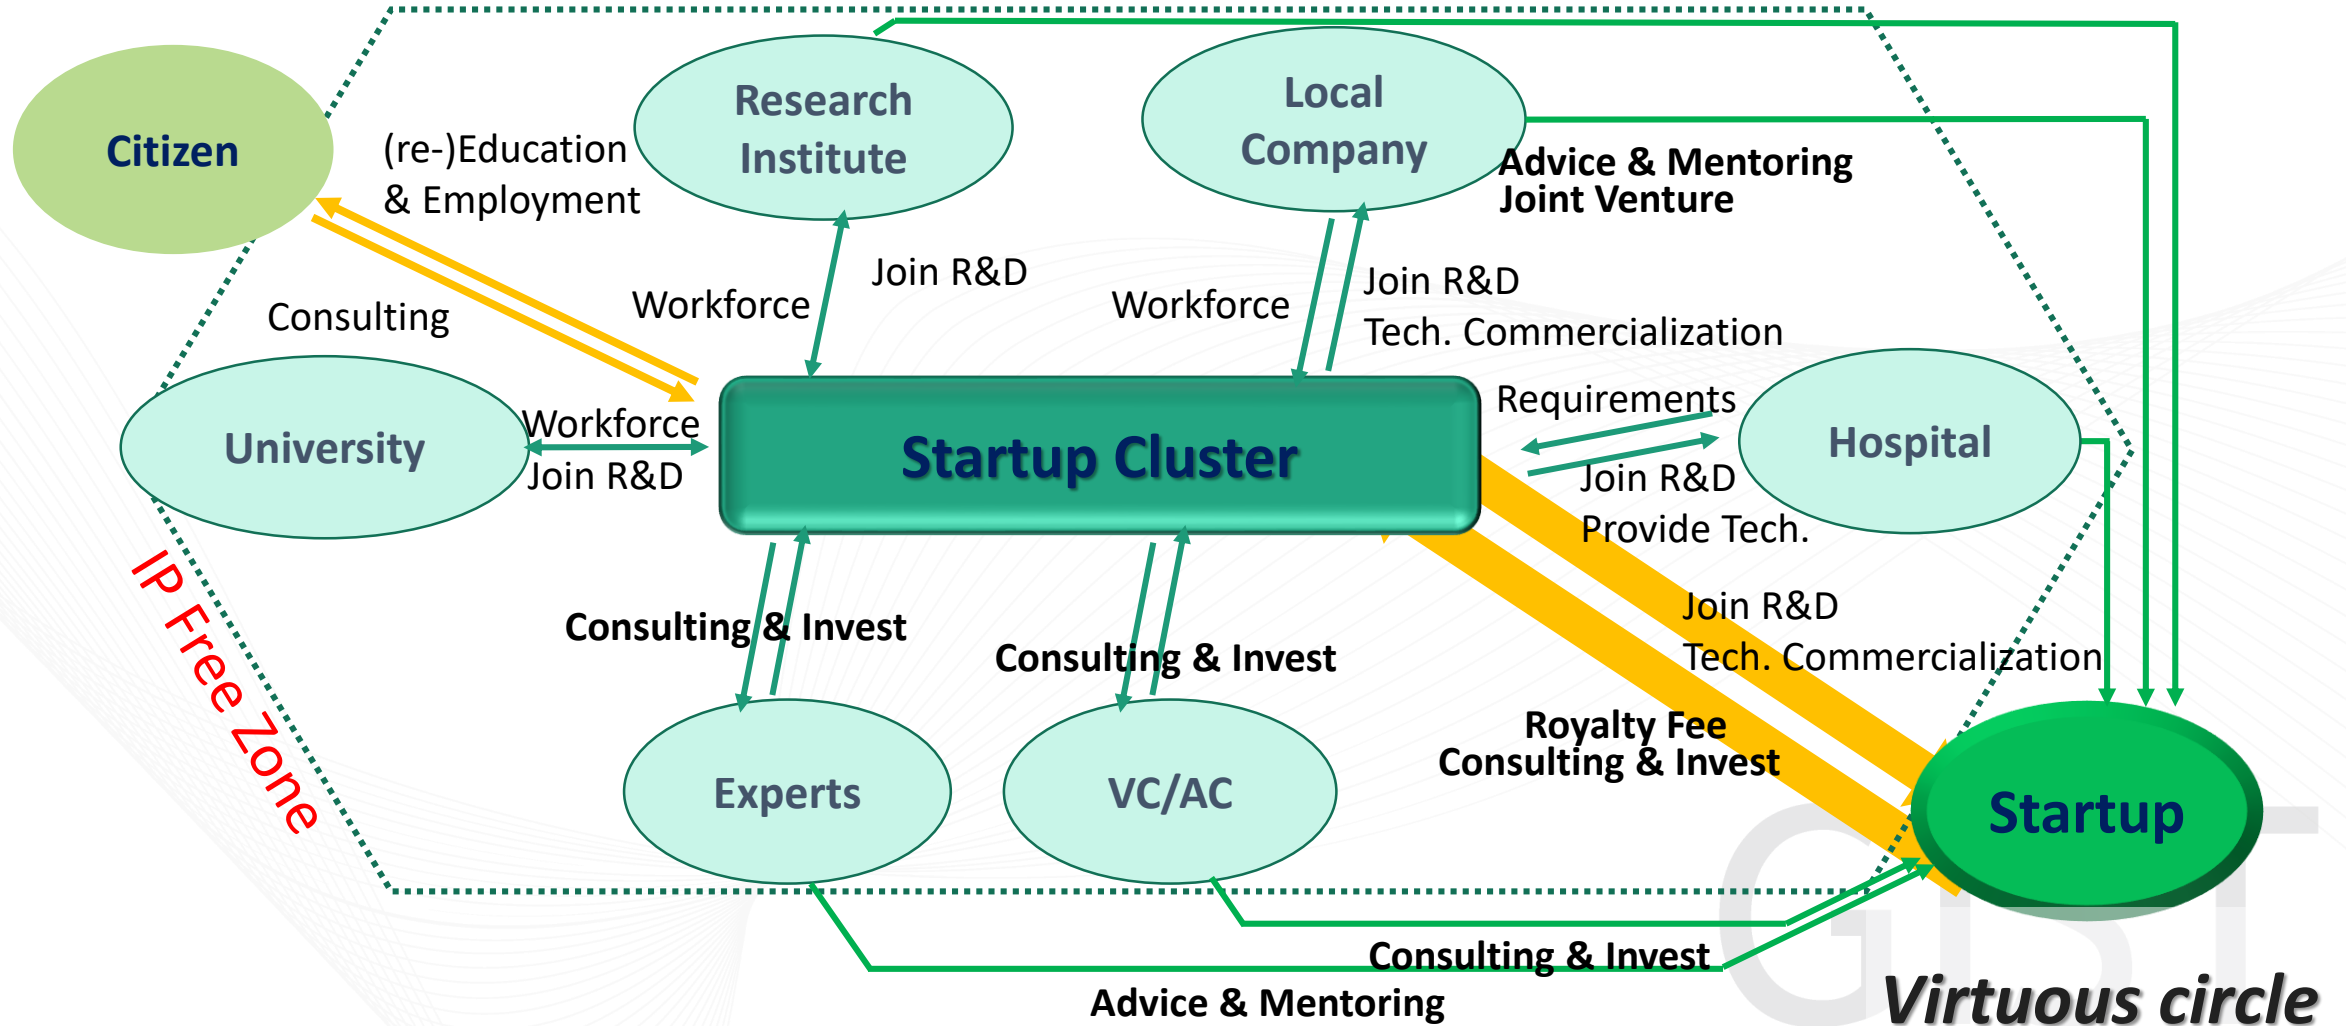 Citizen
(re-)Education
& Employment
Research
Institute
Local
Company
Advice & Mentoring
Joint Venture
Consulting
Workforce
Join R&D
Workforce
Join R&D
Tech. Commercialization
University
Workforce
Join R&D
Startup Cluster
Requirements
Hospital
Join R&D
Provide Tech.
IP Free Zone
Consulting & Invest
Consulting & Invest
Join R&D
Tech. Commercialization
Royalty Fee
Consulting & Invest
Experts
VC/AC
Startup
GIST
Consulting & Invest
Advice & Mentoring
Virtuous circle